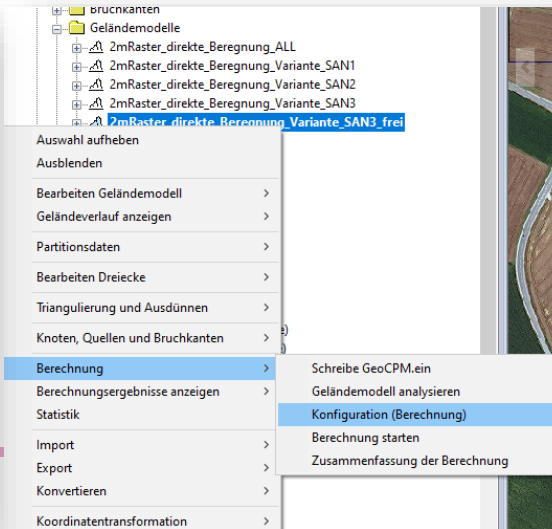 Bruchkanten
Geländemodelle
2mRaster_direkte_Beregnung_ALL
2mRaster_direkte_Beregnung_Variante_SAN1
2mRaster_direkte_Beregnung_Variante_SAN2
2mRaster_direkte_Beregnung_Variante_SAN3
2mRaster_direkte_Beregnung_Variante_SAN3_frei
Auswahl aufheben
Ausblenden
Bearbeiten Geländemodell
Geländeverlauf anzeigen
Partitionsdaten
Bearbeiten Dreiecke
Triangulierung und Ausdünnen
Knoten, Quellen und Bruchkanten
Berechnung
Berechnungsergebnisse anzeigen
Statistik
Import
Export
Konvertieren
Koordinatentransformation
Schreibe GeoCPM.ein
Geländemodell analysieren
Konfiguration (Berechnung)
Berechnung starten
Zusammenfassung der Berechnung